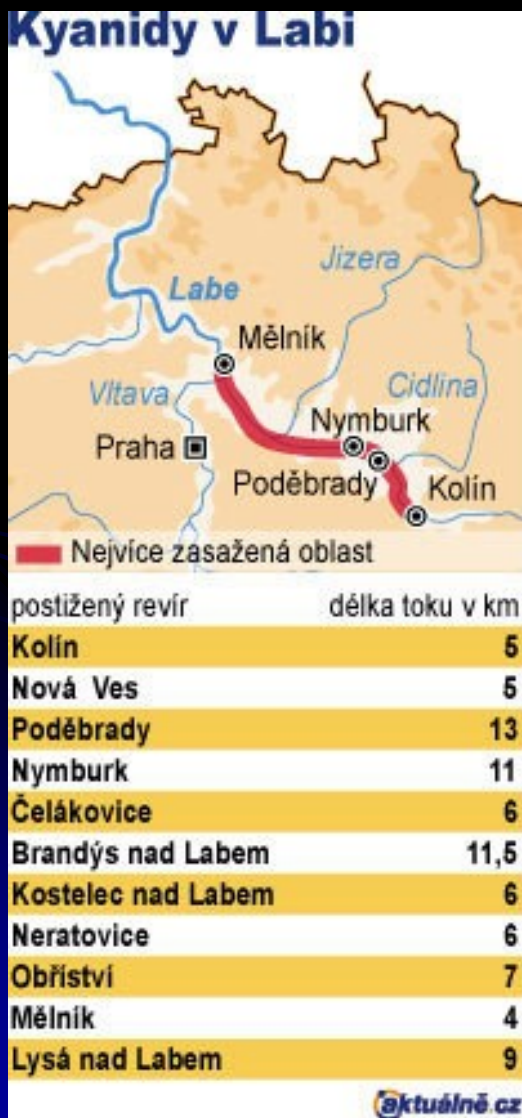 Kyanidy v Labi
Jizera
Labe
Mělník
Vltava
Cidlina
Nymburk
Praha
Poděbrady
Kolín
Nejvíce zasažená oblast
postižený revír délka toku v km
Kolín 5
Nová Ves 5
Poděbrady 13
Nymburk 11
Čelákovice 6
Brandýs nad Labem 11,5
Kostelec nad Labem 6
Neratovice 6
Obříství 7
Mělník 4
Lysá nad Labem 9
aktuálně.cz